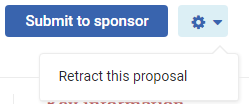 Submit to sponsor
Retract this proposal